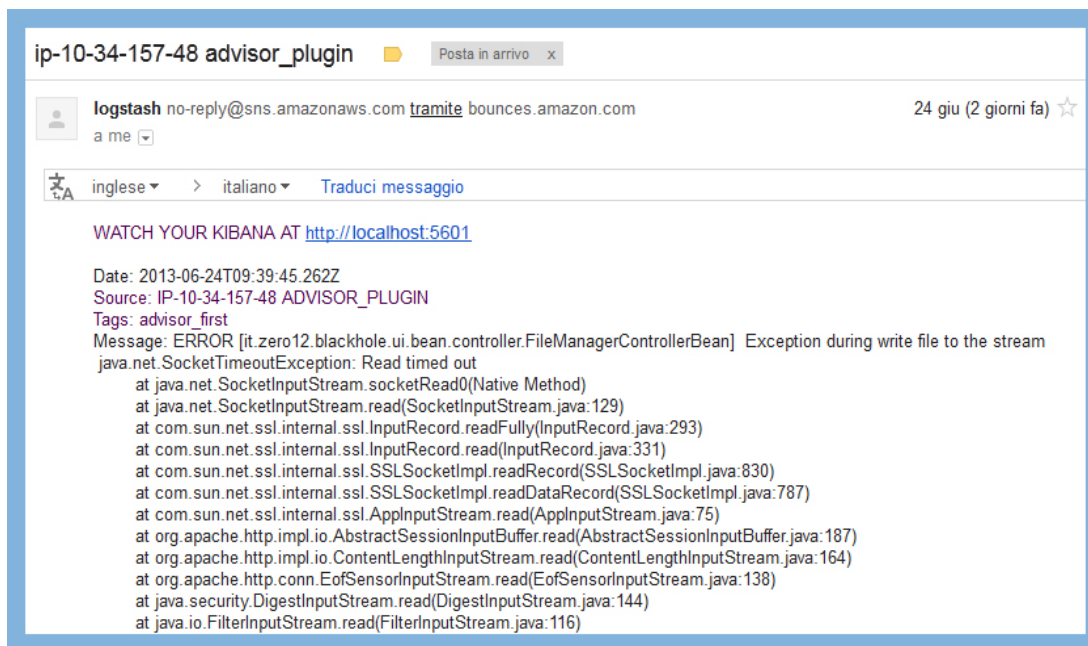 ip-10-34-157-48 advisor_plugin Posta in arrivo x
logstash no-reply@sns.amazonaws.com tramite bounces.amazon.com 24 giu (2 giorni fa)
a me
inglese > italiano Traduci messaggio
WATCH YOUR KIBANA AT http://localhost:5601
Date: 2013-06-24T09:39:45.262Z
Source: IP-10-34-157-48 ADVISOR_PLUGIN
Tags: advisor_first
Message: ERROR [it.zero12.blackhole.ui.bean.controller.FileManagerControllerBean] Exception during write file to the stream
java.net.SocketTimeoutException: Read timed out
at java.net.SocketInputStream.socketRead0(Native Method)
at java.net.SocketInputStream.read(SocketInputStream.java:129)
at com.sun.net.ssl.internal.ssl.InputRecord.readFully(InputRecord.java:293)
at com.sun.net.ssl.internal.ssl.InputRecord.read(InputRecord.java:331)
at com.sun.net.ssl.internal.ssl.SSLSocketImpl.readRecord(SSLSocketImpl.java:830)
at com.sun.net.ssl.internal.ssl.SSLSocketImpl.readDataRecord(SSLSocketImpl.java:787)
at com.sun.net.ssl.internal.ssl.AppInputStream.read(AppInputStream.java:75)
at org.apache.http.impl.io.AbstractSessionInputBuffer.read(AbstractSessionInputBuffer.java:187)
at org.apache.http.impl.io.ContentLengthInputStream.read(ContentLengthInputStream.java:164)
at org.apache.http.conn.EofSensorInputStream.read(EofSensorInputStream.java:138)
at java.security.DigestInputStream.read(DigestInputStream.java:144)
at java.io.FilterInputStream.read(FilterInputStream.java:116)